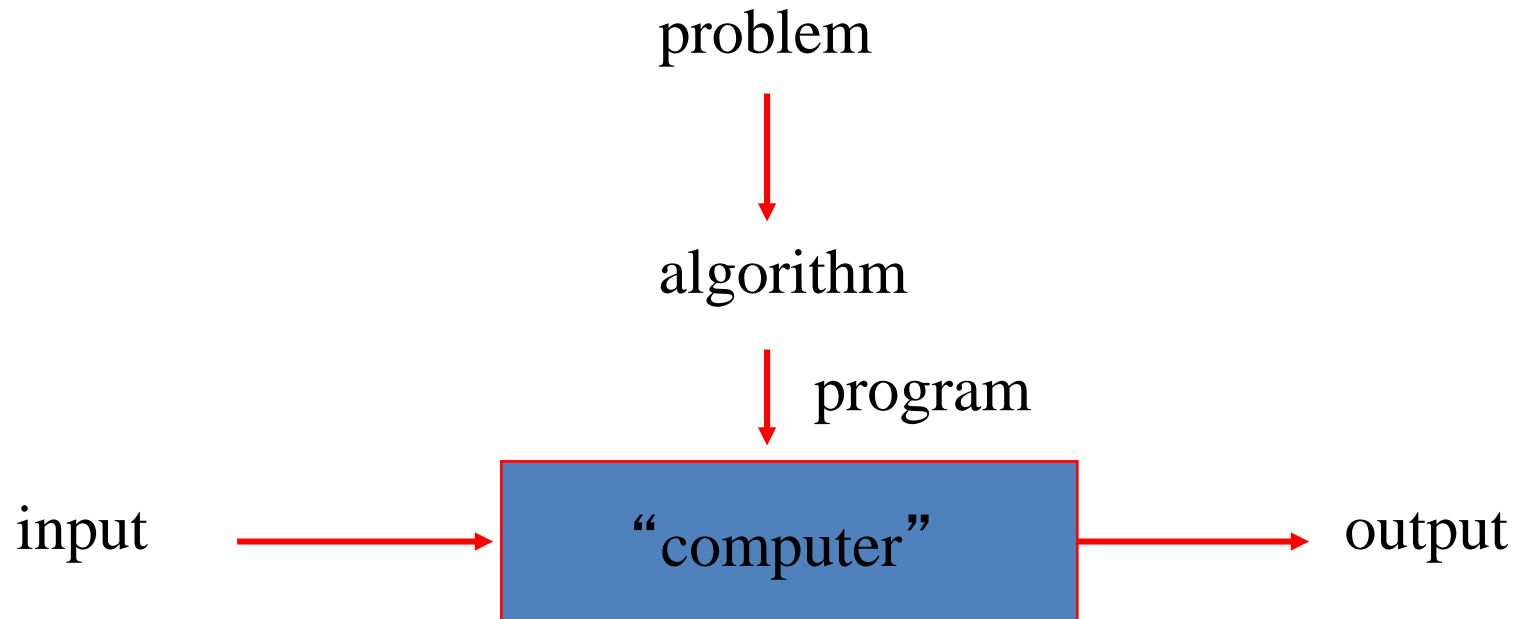 problem
algorithm
program
input
“computer”
output